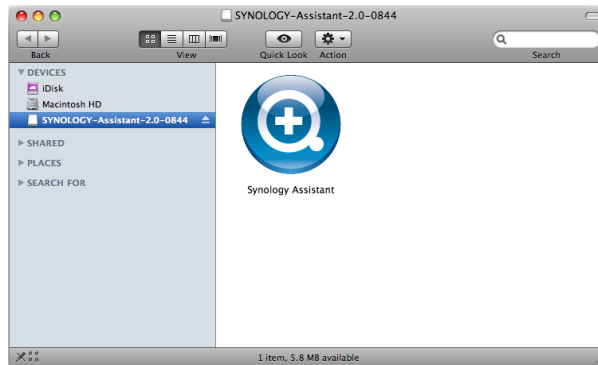 SYNOLOGY-Assistant-2.0-0844
Back
View
Quick Look
Action
Search
DEVICES
iDisk
Macintosh HD
SYNOLOGY-Assistant-2.0-0844
SHARED
PLACES
SEARCH FOR
Synology Assistant
1 item, 5.8 MB available